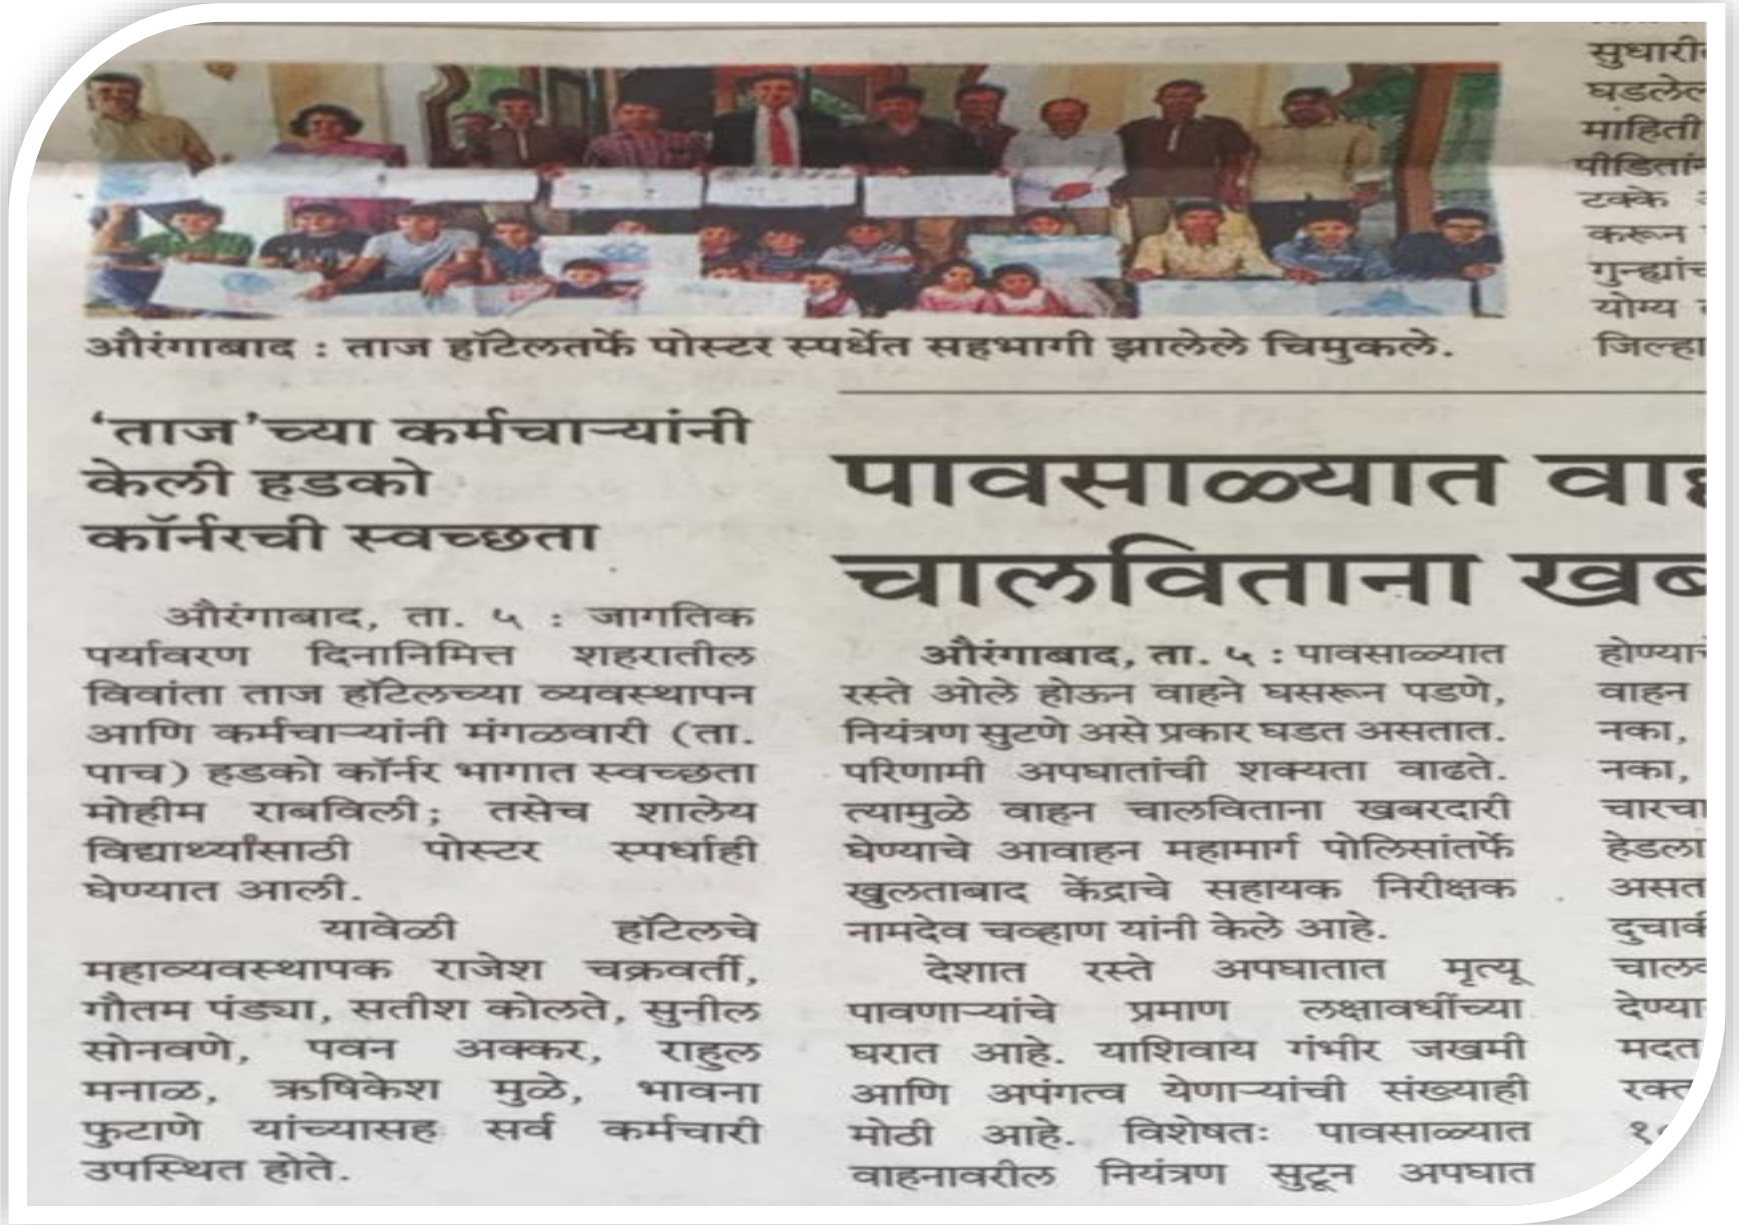 औरंगाबाद : ताज हॉटेलतर्फे पोस्टर स्पर्धेत सहभागी झालेले चिमुकले.
‘ताज’च्या कर्मचाऱ्यांनी
केली हडको
कॉर्नरची स्वच्छता
औरंगाबाद, ता. ५ : जागतिक
पर्यावरण दिनानिमित्त शहरातील
विवांता ताज हॉटेलच्या व्यवस्थापन
आणि कर्मचाऱ्यांनी मंगळवारी (ता.
पाच) हडको कॉर्नर भागात स्वच्छता
मोहीम राबविली; तसेच शालेय
विद्यार्थ्यांसाठी पोस्टर स्पर्धाही
घेण्यात आली.
यावेळी हॉटेलचे
महाव्यवस्थापक राजेश चक्रवर्ती,
गौतम पंड्या, सतीश कोलते, सुनील
सोनवणे, पवन अक्कर, राहुल
मनाळ, ऋषिकेश मुळे, भावना
फुटाणे यांच्यासह सर्व कर्मचारी
उपस्थित होते.
पावसाळ्यात
चालविताना
औरंगाबाद, ता. ५ : पावसाळ्यात
रस्ते ओले होऊन वाहने घसरून पडणे,
नियंत्रण सुटणे असे प्रकार घडत असतात.
परिणामी अपघातांची शक्यता वाढते.
त्यामुळे वाहन चालविताना खबरदारी
घेण्याचे आवाहन महामार्ग पोलिसांतर्फे
खुलताबाद केंद्राचे सहायक निरीक्षक
नामदेव चव्हाण यांनी केले आहे.
देशात रस्ते अपघातात मृत्यू
पावणाऱ्यांचे प्रमाण लक्षावधींच्या
घरात आहे. याशिवाय गंभीर जखमी
आणि अपंगत्व येणाऱ्यांची संख्याही
मोठी आहे. विशेषतः पावसाळ्यात
वाहनावरील नियंत्रण सुटून अपघात
माहिती
टक्के
करून
योग्य
जिल्हा
वाहन
नका,
नका,
मदत